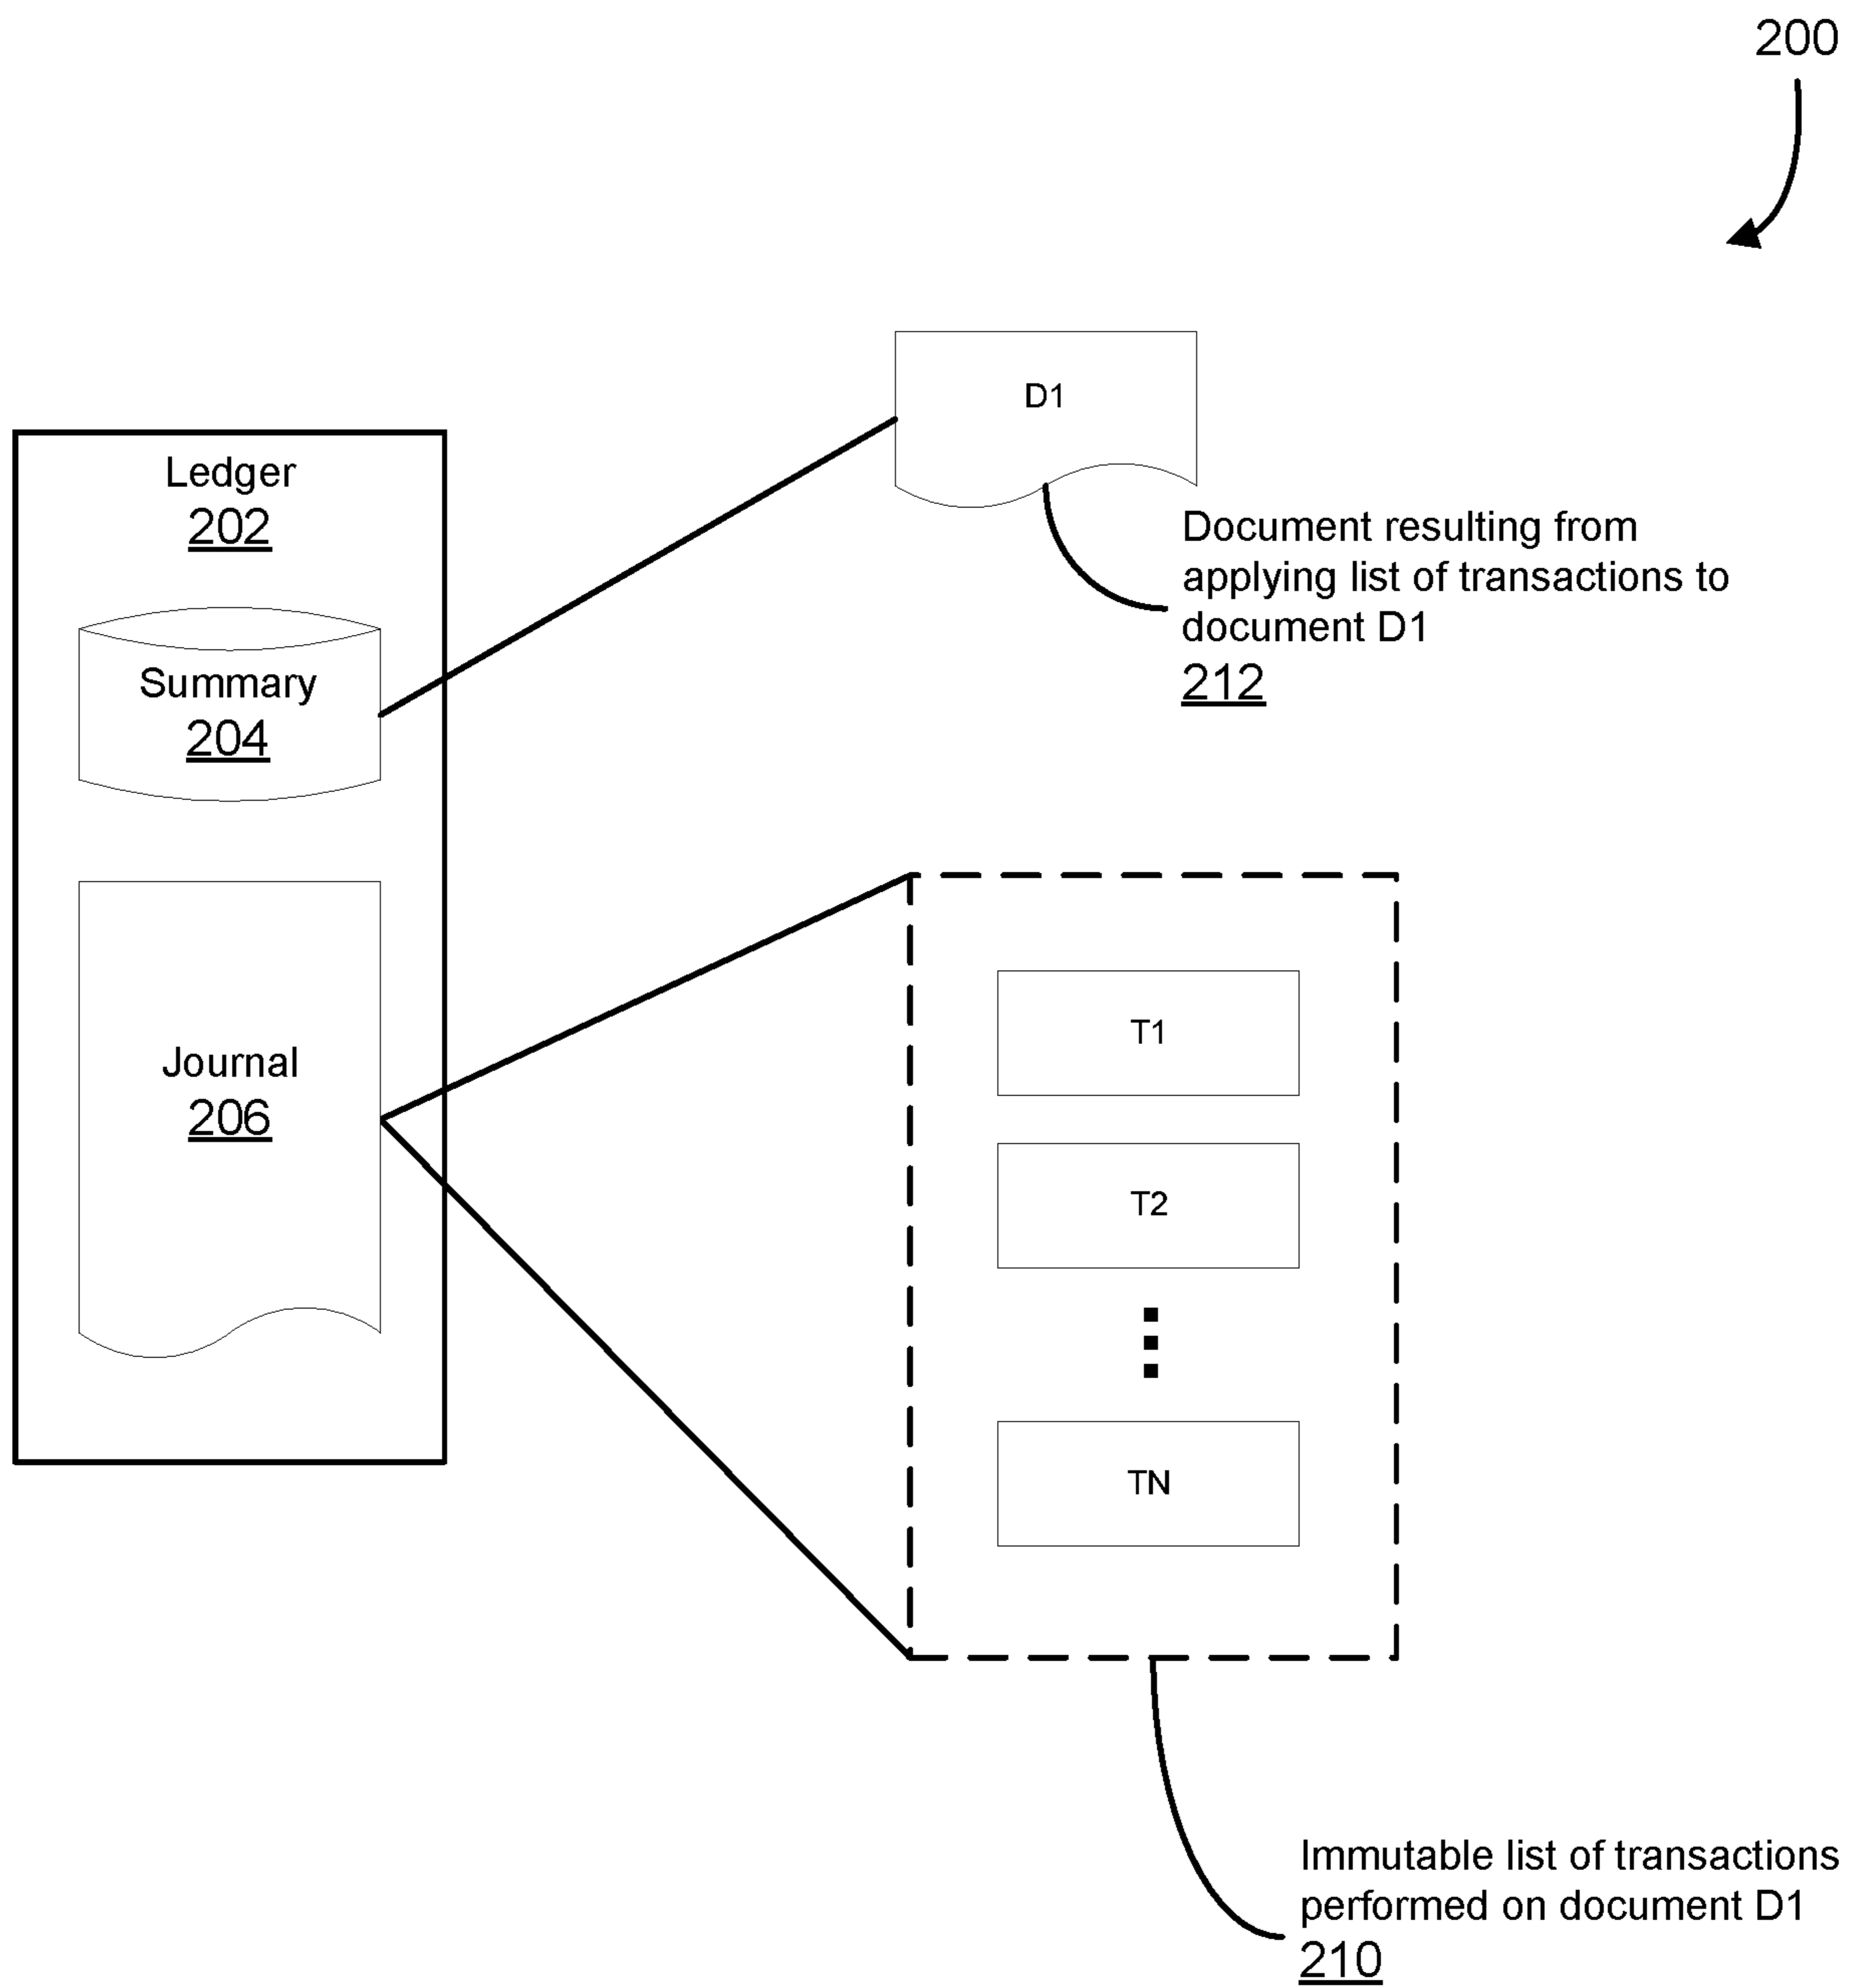 200
D1
Ledger
202
Document resulting from
applying list of transactions to
document D1
212
Summary
204
Journal
206
T1
T2
TN
Immutable list of transactions
performed on document D1
210